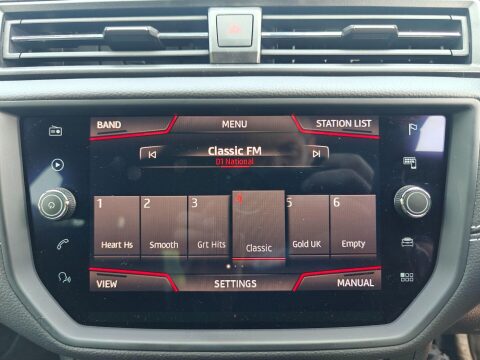 BAND MENU STATION LIST
Classic FM
D1 National
1 2 3 4 5 6
Heart Hs Smooth Grt Hits Classic Gold UK Empty
VIEW SETTINGS MANUAL